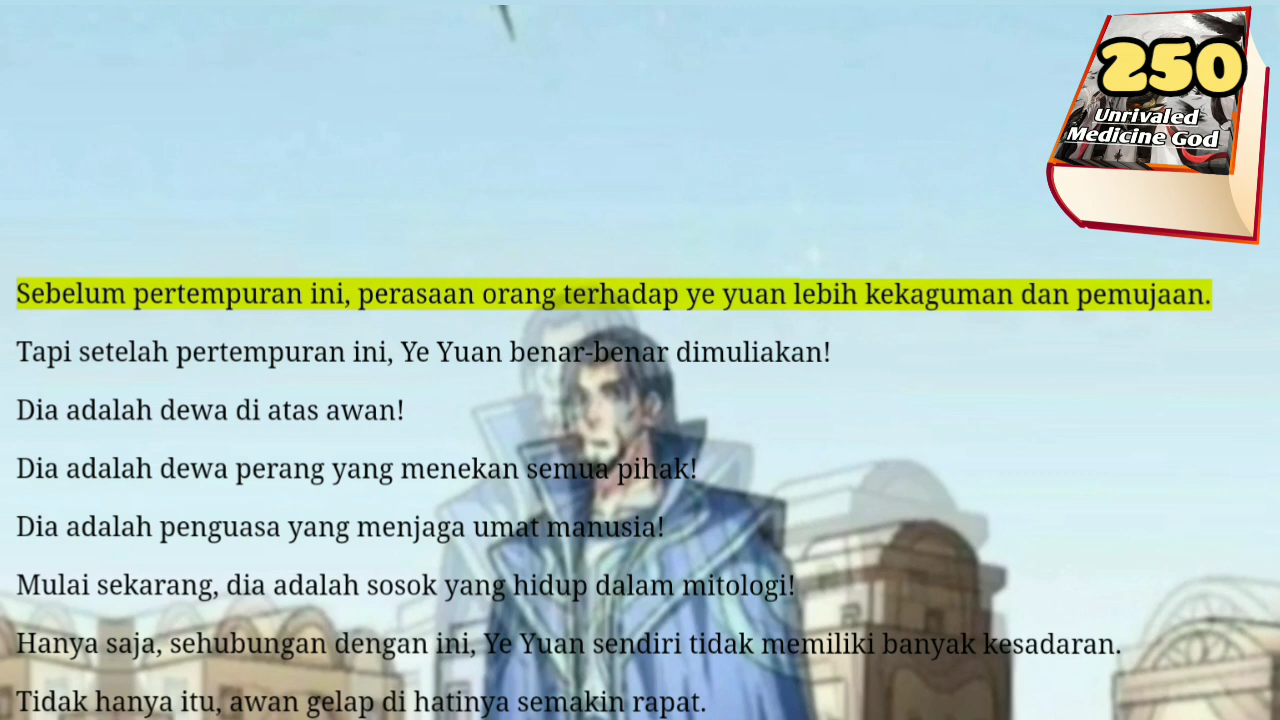 250
Unrivaled
Medicine God
Sebelum pertempuran ini, perasaan orang terhadap ye yuan lebih kekaguman dan pemujaan.
Tapi setelah pertempuran ini, Ye Yuan benar-benar dimuliakan!
Dia adalah dewa di atas awan!
Dia adalah dewa perang yang menekan semua pihak!
Dia adalah penguasa yang menjaga umat manusia!
Mulai sekarang, dia adalah sosok yang hidup dalam mitologi!
Hanya saja, sehubungan dengan ini, Ye Yuan sendiri tidak memiliki banyak kesadaran.
Tidak hanya itu, awan gelap di hatinya semakin rapat.